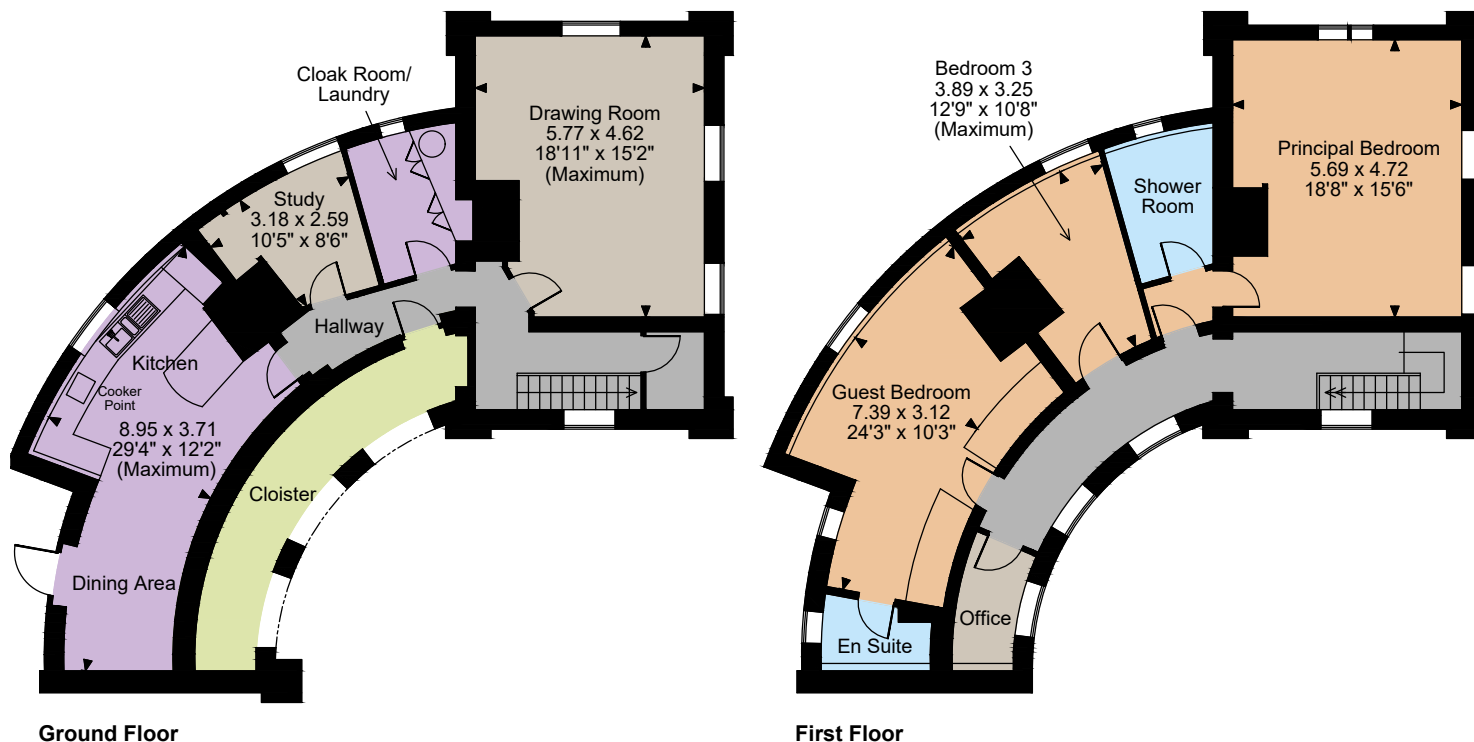 Cloak Room/
Laundry
Drawing Room
5.77 x 4.62
18'11" x 15'2"
(Maximum)
Study
3.18 x 2.59
10'5" x 8'6"
Hallway
Kitchen
Cooker
Point
8.95 x 3.71
29'4" x 12'2"
(Maximum)
Cloister
Dining Area
Ground Floor
Bedroom 3
3.89 x 3.25
12'9" x 10'8"
(Maximum)
Principal Bedroom
5.69 x 4.72
18'8" x 15'6"
Shower
Room
Guest Bedroom
7.39 x 3.12
24'3" x 10'3"
Office
En Suite
First Floor